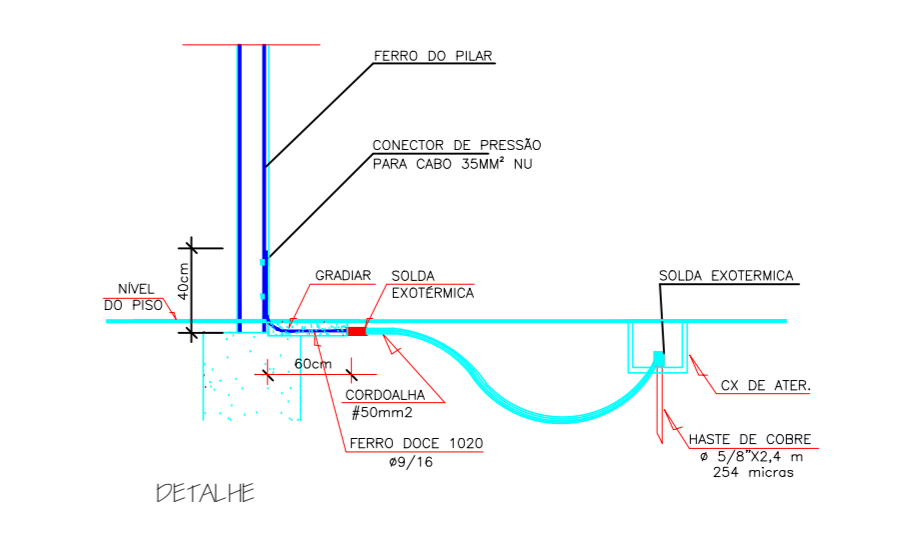 FERRO DO PILAR
CONECTOR DE PRESSÃO
PARA CABO 35MM² NU
40cm
NÍVEL
DO PISO
GRADIAR
SOLDA
EXOTÉRMICA
SOLDA EXOTERMICA
60cm
CORDOALHA
#50mm2
CX DE ATER.
FERRO DOCE 1020
ø9/16
HASTE DE COBRE
ø 5/8"X2,4 m
254 micras
DETALHE